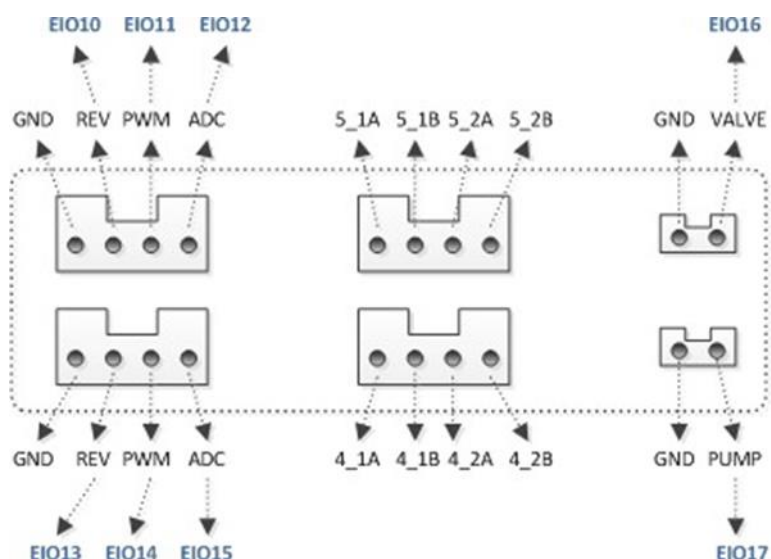 EIO10 EIO11 EIO12 EIO16
GND REV PWM ADC 5_1A 5_1B 5_2A 5_2B GND VALVE
GND REV PWM ADC 4_1A 4_1B 4_2A 4_2B GND PUMP
EIO13 EIO14 EIO15 EIO17